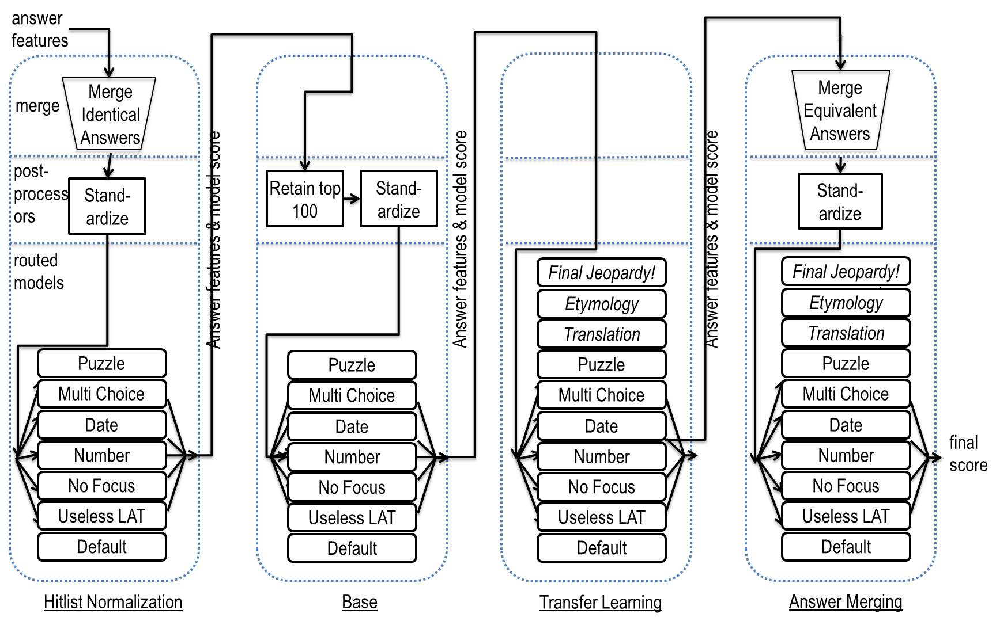 answer
features
merge
Merge
Identical
Answers
post-
process
ors
Stand-
ardize
routed
models
Puzzle
Multi Choice
Date
Number
No Focus
Useless LAT
Default
Hitlist Normalization
Answer features & model score
Retain top
100
Stand-
ardize
Puzzle
Multi Choice
Date
Number
No Focus
Useless LAT
Default
Base
Answer features & model score
Final Jeopardy!
Etymology
Translation
Puzzle
Multi Choice
Date
Number
No Focus
Useless LAT
Default
Transfer Learning
Answer features & model score
Merge
Equivalent
Answers
Stand-
ardize
Final Jeopardy!
Etymology
Translation
Puzzle
Multi Choice
Date
Number
No Focus
Useless LAT
Default
Answer Merging
final
score